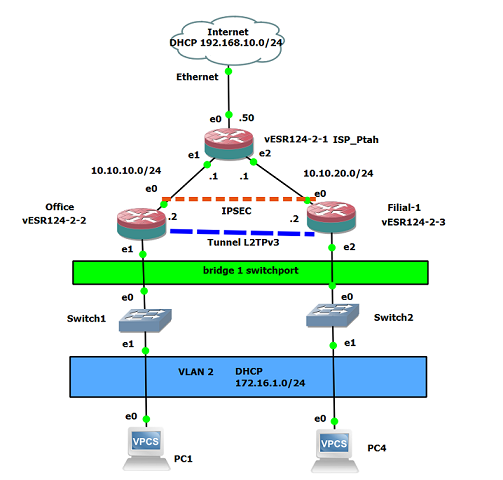 Internet
DHCP 192.168.10.0/24
Ethernet
e0 .50
vESR124-2-1 ISP_Ptah
e1 e2
.1 .1
10.10.10.0/24 10.10.20.0/24
e0 e0
Office
vESR124-2-2
.2 IPSEC .2
Filial-1
vESR124-2-3
Tunnel L2TPv3
e1 e2
bridge 1 switchport
e0 e0
Switch1 Switch2
e1 e1
VLAN 2 DHCP
172.16.1.0/24
e0 e0
VPCS VPCS
PC1 PC4